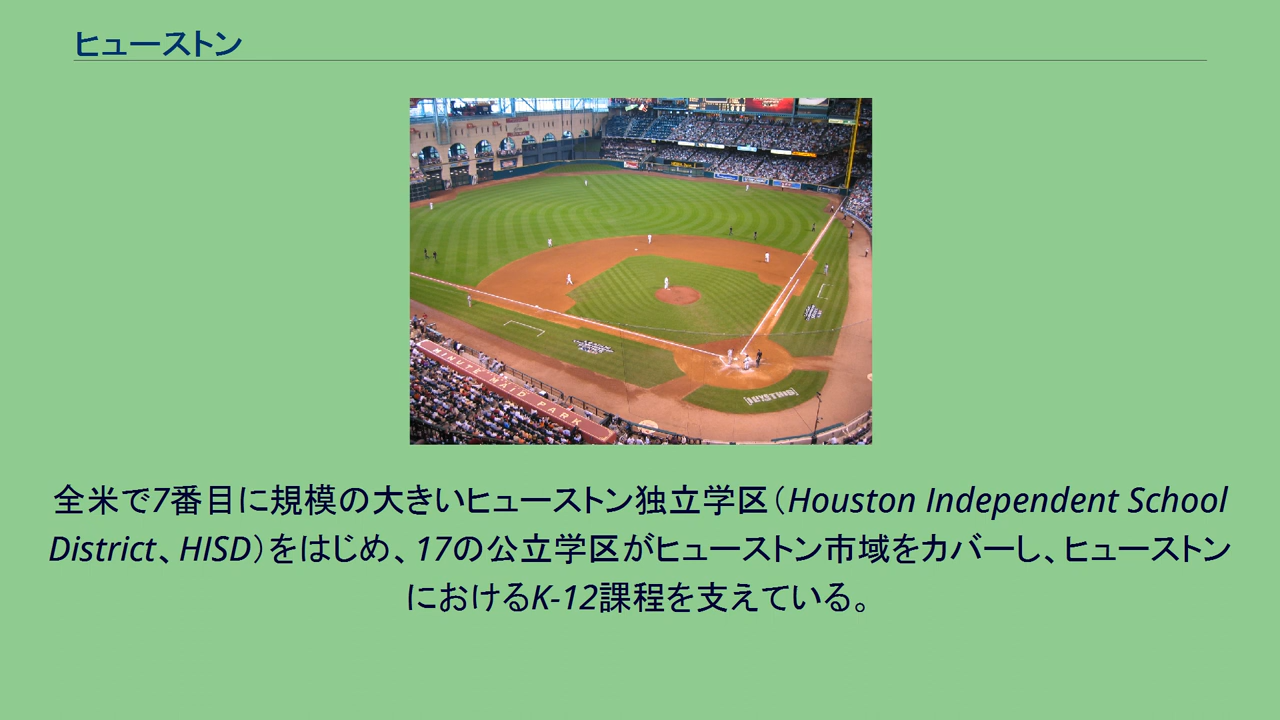 ヒューストン
MINUTE MAID PARK
全米で7番目に規模の大きいヒューストン独立学区（Houston Independent School
District、HISD）をはじめ、17の公立学区がヒューストン市域をカバーし、ヒューストン
におけるK-12課程を支えている。